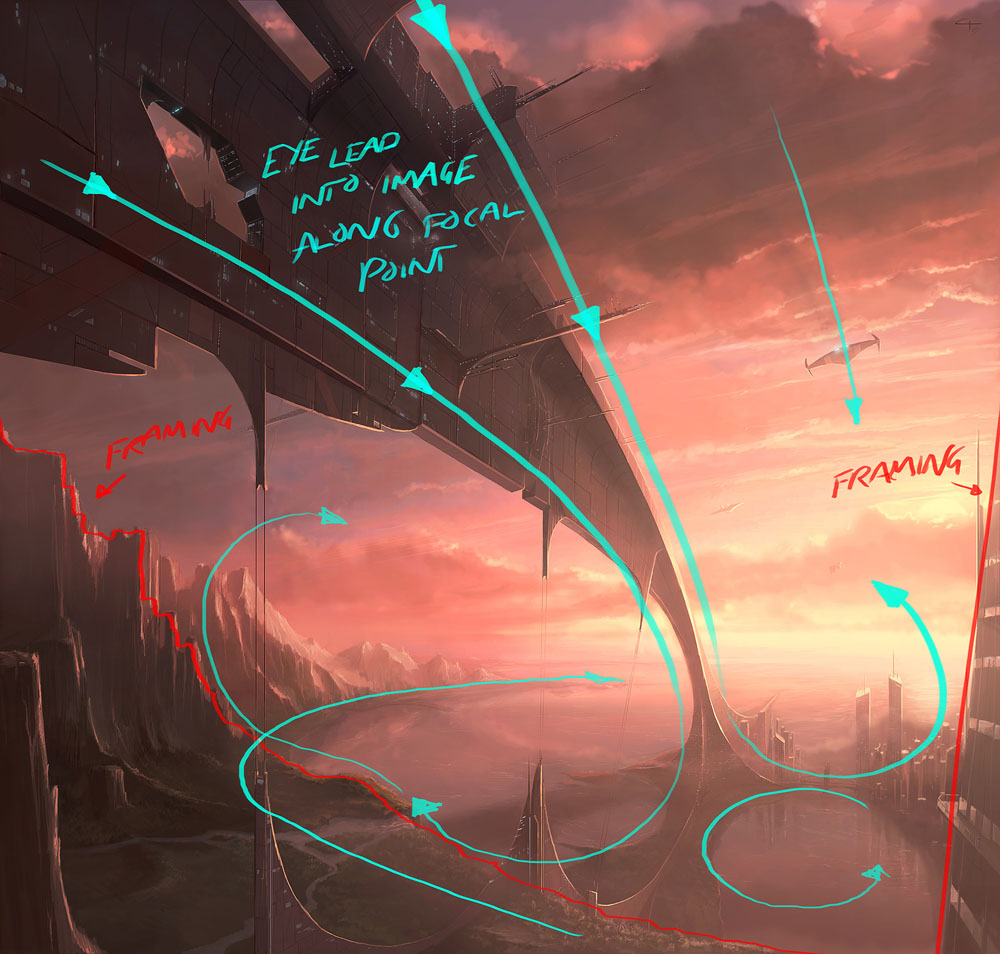 EYE LEAD
INTO IMAGE
ALONG FOCAL
POINT
FRAMING
FRAMING